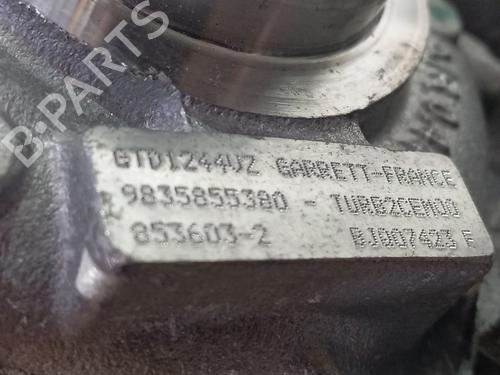 B-PARTS
GTD1244VZ GARRETT-FRANCE
9835855380 - TURB2CEM00
853603-2 BJ007423 F